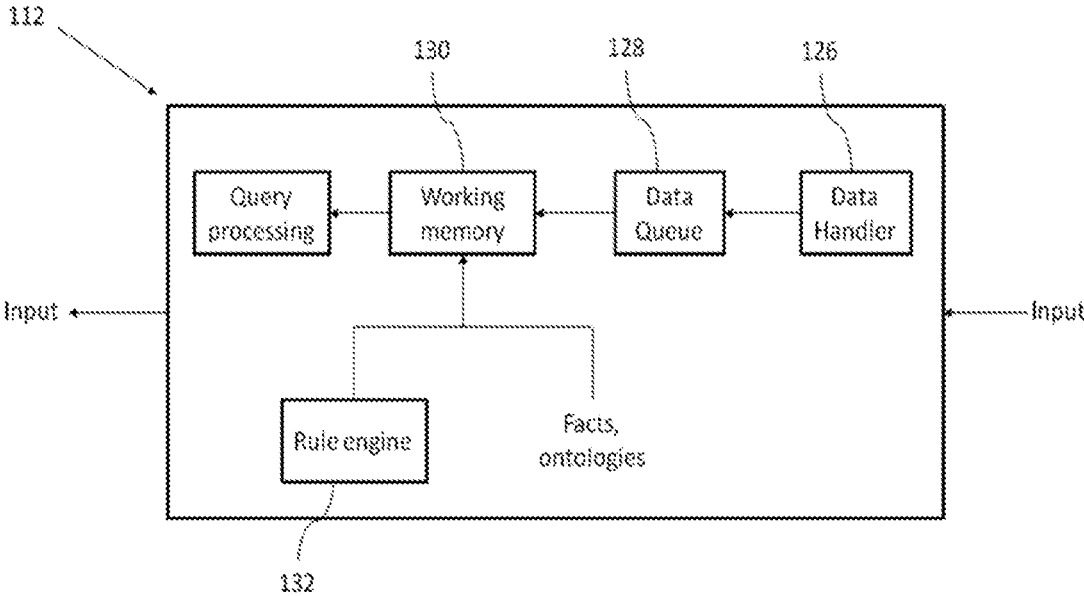 112
130
128
126
Query
processing
Working
memory
Data
Queue
Data
Handler
Input
Input
Rule engine
Facts,
ontologies
132